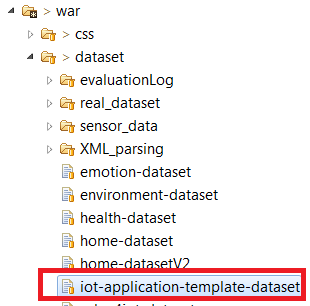 > war
> css
> dataset
evaluationLog
real_dataset
sensor_data
XML_parsing
emotion-dataset
environment-dataset
health-dataset
home-dataset
home-datasetV2
iot-application-template-dataset